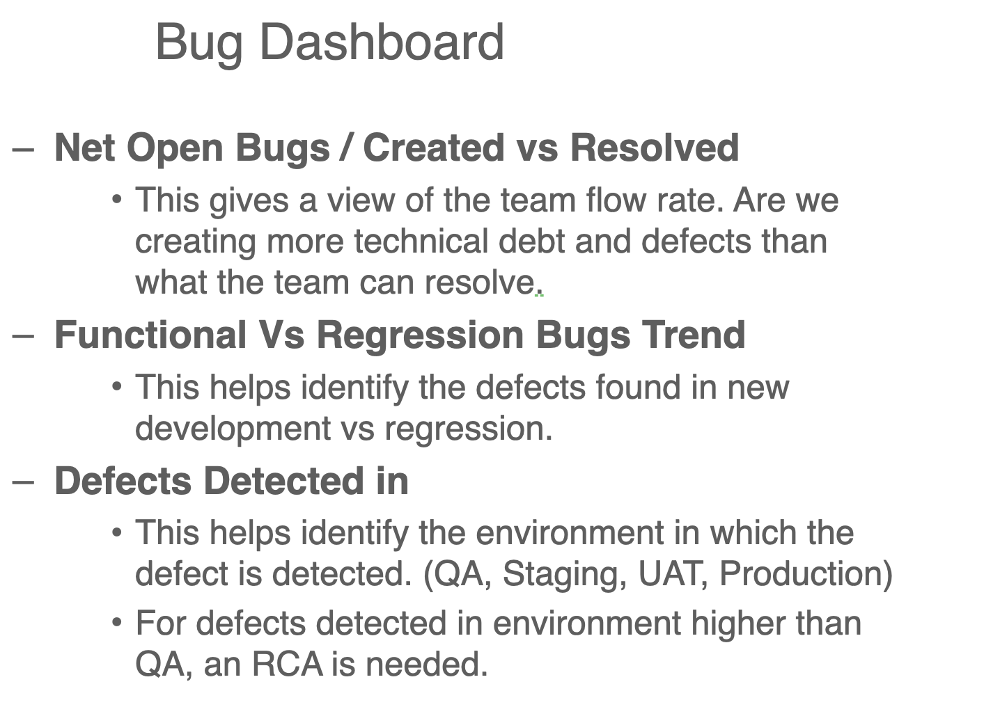 Bug Dashboard
– Net Open Bugs / Created vs Resolved
• This gives a view of the team flow rate. Are we
creating more technical debt and defects than
what the team can resolve.
– Functional Vs Regression Bugs Trend
• This helps identify the defects found in new
development vs regression.
– Defects Detected in
• This helps identify the environment in which the
defect is detected. (QA, Staging, UAT, Production)
• For defects detected in environment higher than
QA, an RCA is needed.